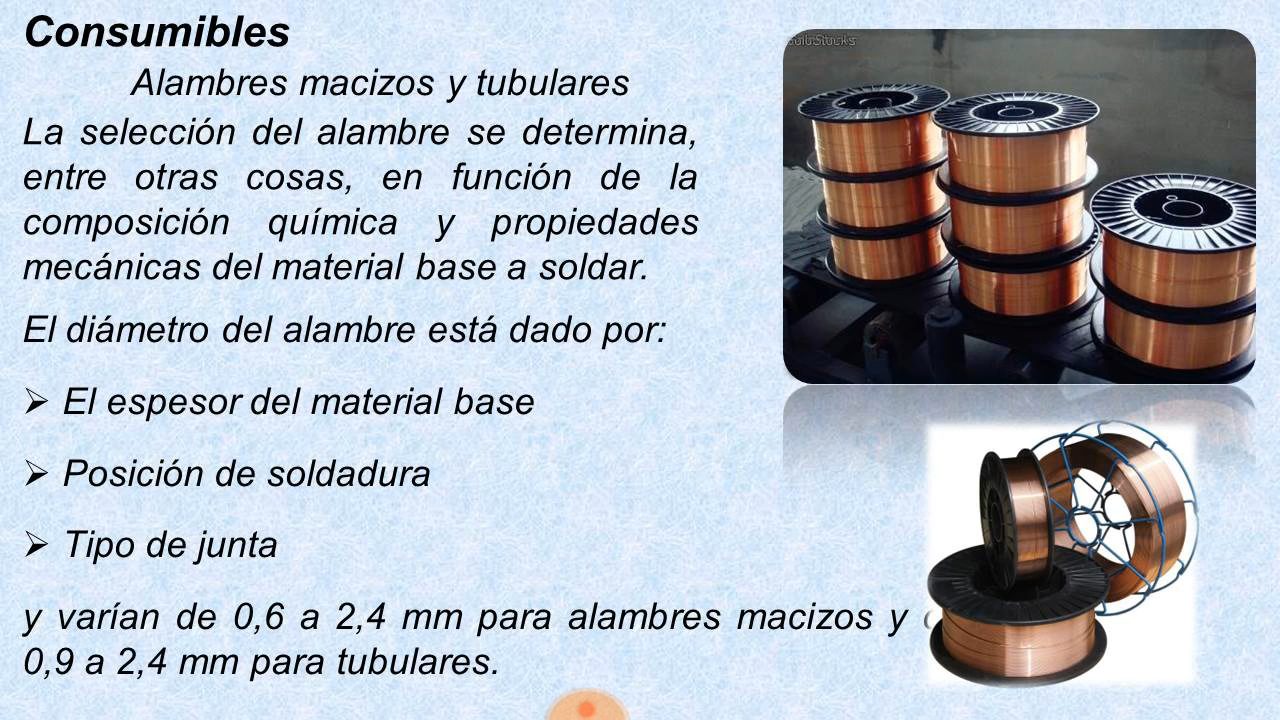 Consumibles
Alambres macizos y tubulares
La selección del alambre se determina,
entre otras cosas, en función de la
composición química y propiedades
mecánicas del material base a soldar.
El diámetro del alambre está dado por:
➢ El espesor del material base
➢ Posición de soldadura
➢ Tipo de junta
y varían de 0,6 a 2,4 mm para alambres macizos y
0,9 a 2,4 mm para tubulares.